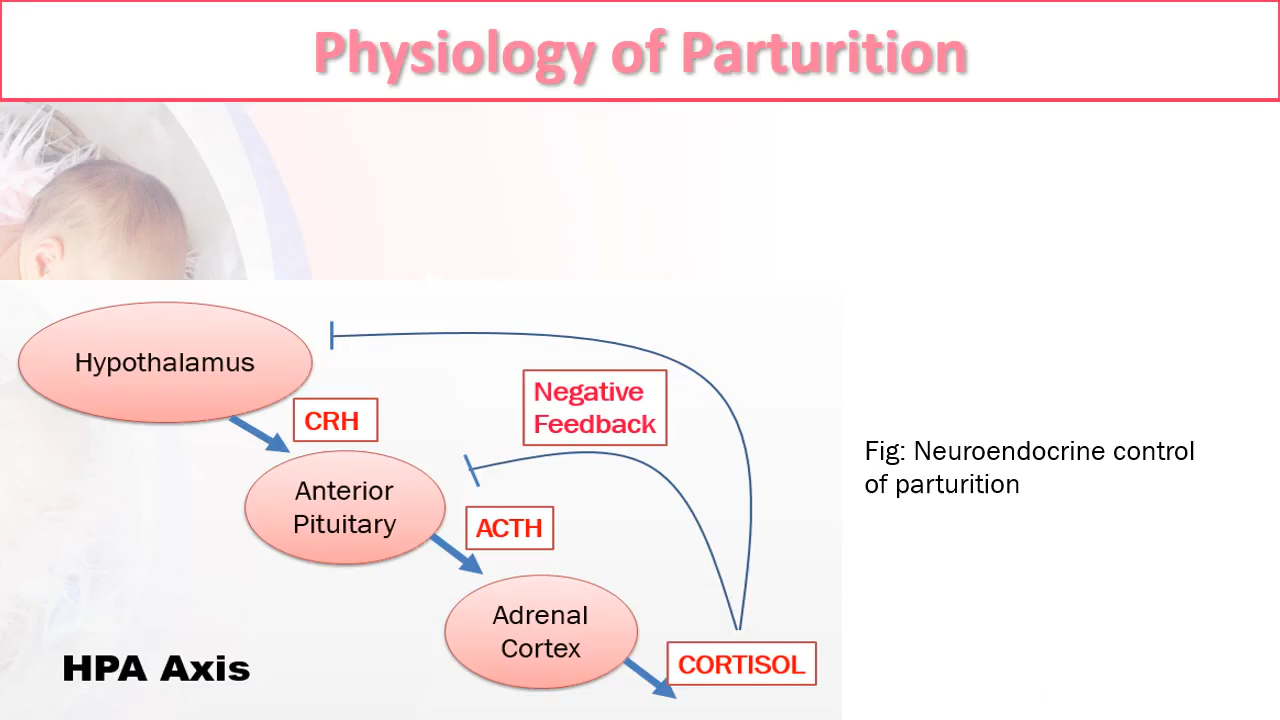 Physiology of Parturition
Hypothalamus
CRH
Negative
Feedback
Anterior
Pituitary
ACTH
Adrenal
Cortex
CORTISOL
HPA Axis
Fig: Neuroendocrine control
of parturition